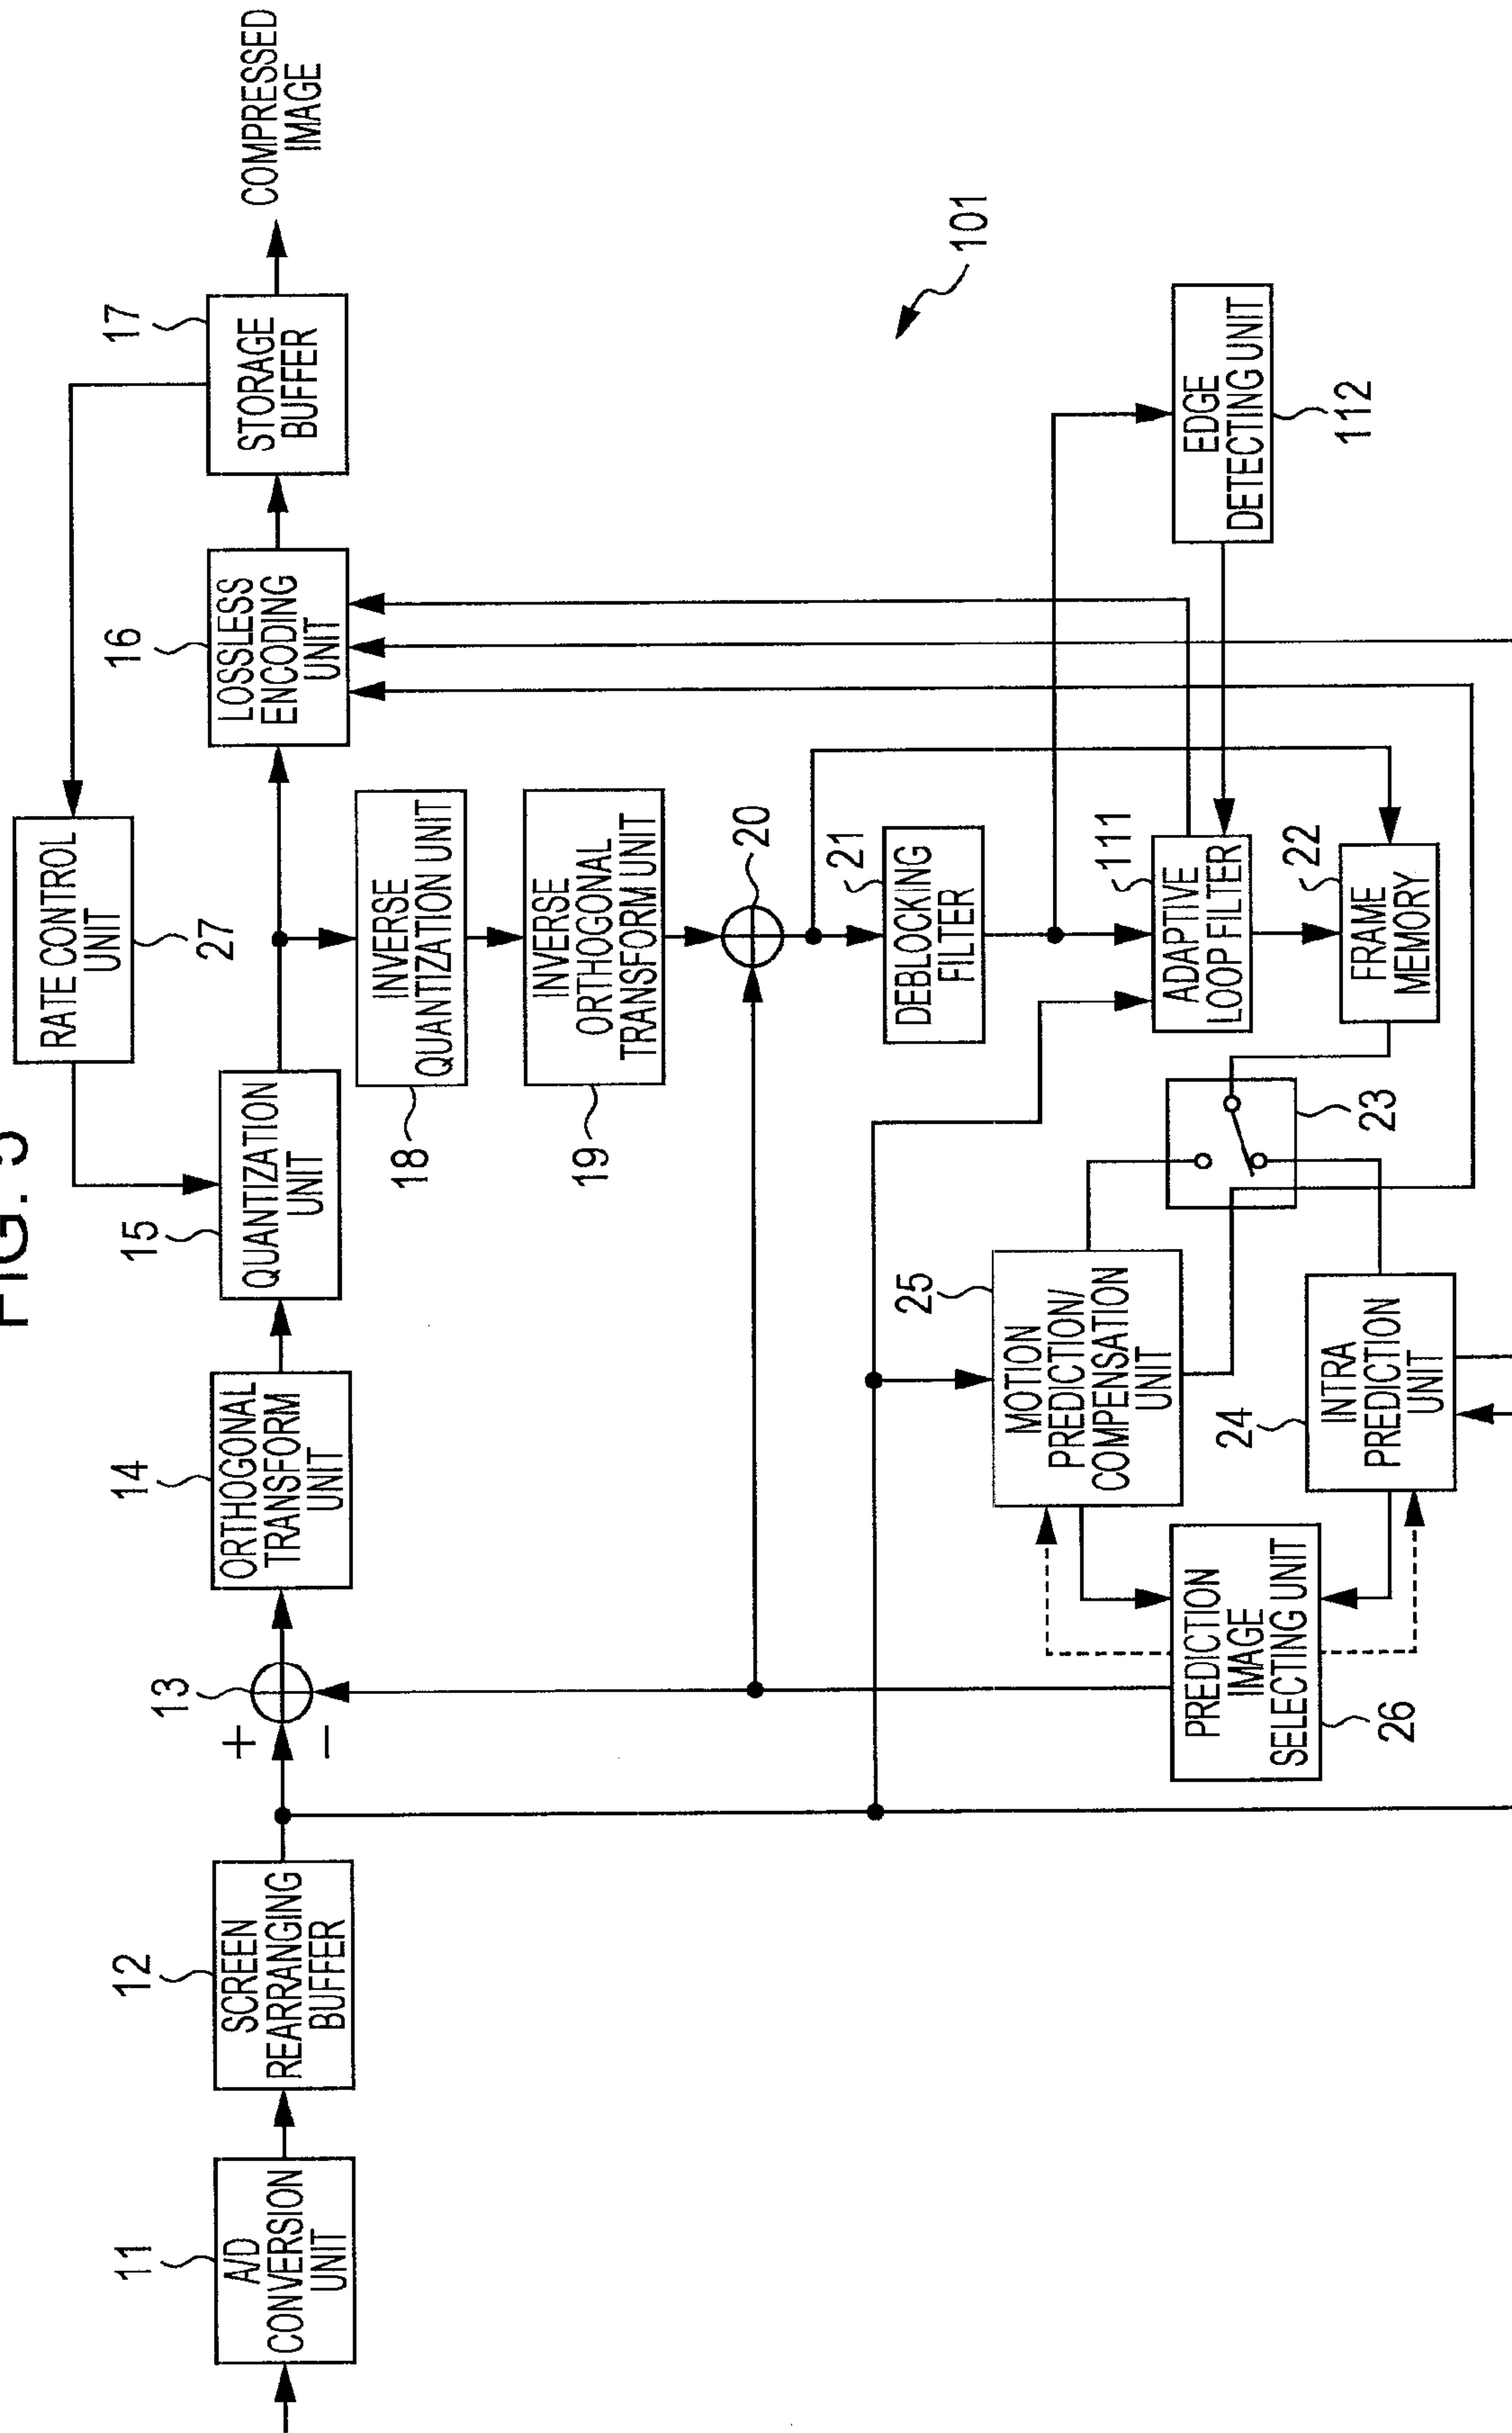 FIG. 5
11
A/D
CONVERSION
UNIT
12
SCREEN
REARRANGING
BUFFER
13
+
−
14
ORTHOGONAL
TRANSFORM
UNIT
15
QUANTIZATION
UNIT
RATE CONTROL
UNIT
27
16
LOSSLESS
ENCODING
UNIT
17
STORAGE
BUFFER
COMPRESSED
IMAGE
INVERSE
QUANTIZATION UNIT
18
INVERSE
ORTHOGONAL
TRANSFORM UNIT
19
20
21
DEBLOCKING
FILTER
101
111
ADAPTIVE
LOOP FILTER
EDGE
DETECTING UNIT
112
22
FRAME
MEMORY
23
25
MOTION
PREDICTION/
COMPENSATION
UNIT
24
INTRA
PREDICTION
UNIT
PREDICTION
IMAGE
SELECTING UNIT
26